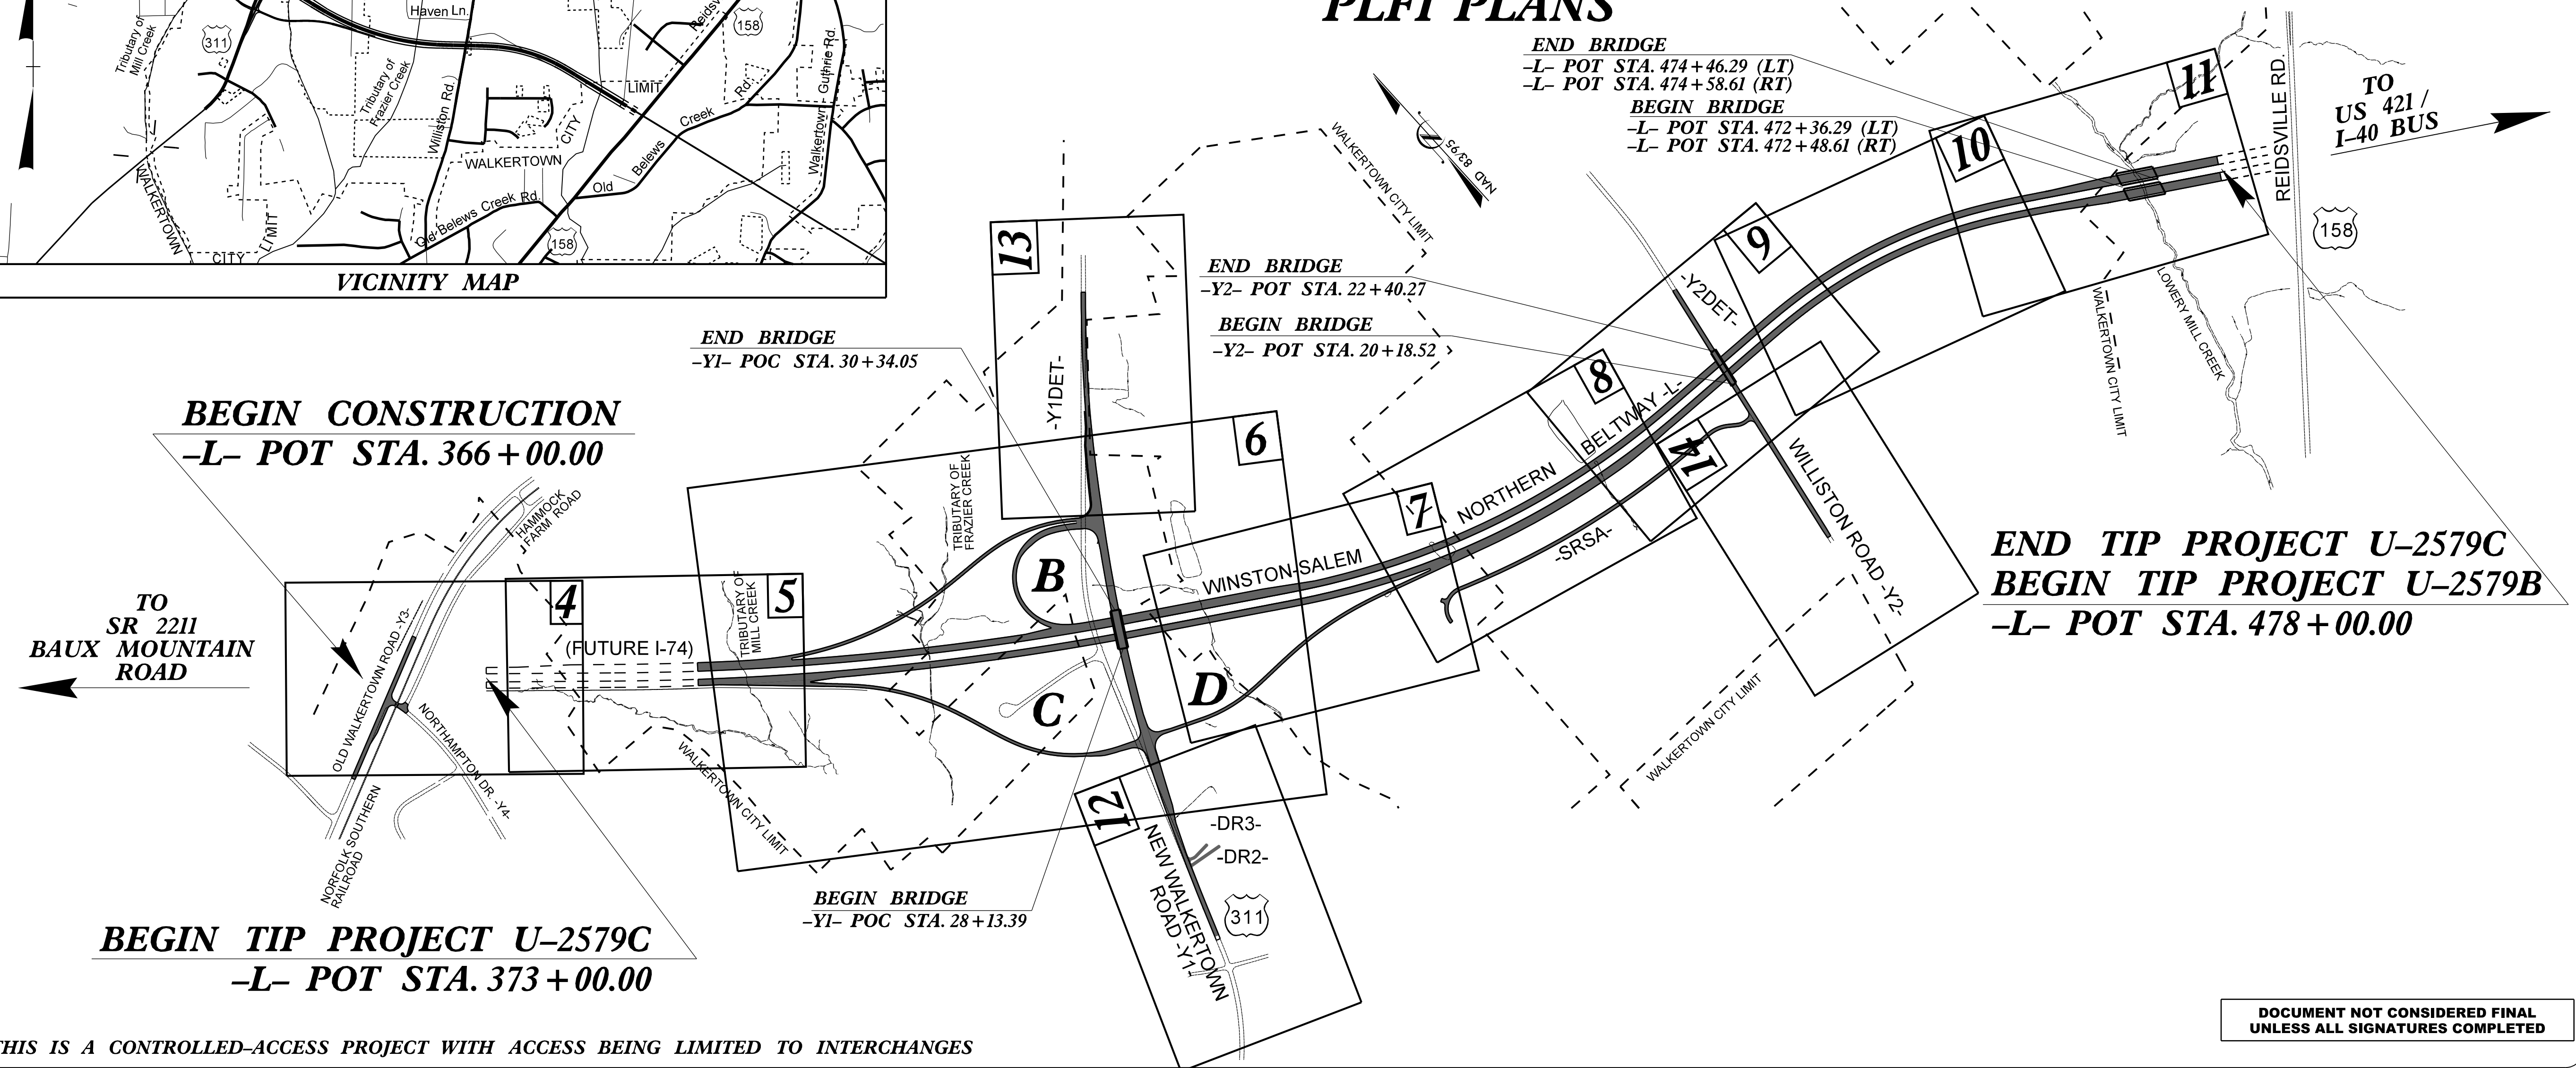 PLFI PLANS
Haven Ln.
Reidsv
158
311
Tributary of
Mill Creek
Tributary of
Frazier Creek
Williston Rd.
LIMIT
CITY
Creek
Rd.
Belews
Old
Walkertown - Guthrie Rd.
WALKERTOWN
Old Belews Creek Rd.
158
WALKERTOWN
CITY
LIMIT
VICINITY MAP
END BRIDGE
–L– POT STA. 474+46.29 (LT)
–L– POT STA. 474+58.61 (RT)
BEGIN BRIDGE
–L– POT STA. 472+36.29 (LT)
–L– POT STA. 472+48.61 (RT)
NAD 83/95
WALKERTOWN CITY LIMIT
11
10
REIDSVILLE RD.
TO
US 421 /
I–40 BUS
158
13
-Y1DET-
END BRIDGE
–Y2– POT STA. 22+40.27
BEGIN BRIDGE
–Y2– POT STA. 20+18.52
9
-Y2DET-
WALKERTOWN CITY LIMIT
LOWERY MILL CREEK
END BRIDGE
–Y1– POC STA. 30+34.05
8
BEGIN CONSTRUCTION
–L– POT STA. 366+00.00
6
14
HAMMOCK
FARM ROAD
TRIBUTARY OF
FRAZIER CREEK
7
WINSTON-SALEM
NORTHERN
BELTWAY -L-
-SRSA-
WILLISTON ROAD -Y2-
END TIP PROJECT U–2579C
BEGIN TIP PROJECT U–2579B
–L– POT STA. 478+00.00
TO
SR 2211
BAUX MOUNTAIN
ROAD
4
5
TRIBUTARY OF
MILL CREEK
B
(FUTURE I-74)
OLD WALKERTOWN ROAD -Y3-
NORTHAMPTON DR. -Y4-
C
D
WALKERTOWN CITY LIMIT
WALKERTOWN CITY LIMIT
NORFOLK SOUTHERN
RAILROAD
12
-DR3-
-DR2-
NEW WALKERTOWN
ROAD -Y1-
311
BEGIN BRIDGE
–Y1– POC STA. 28+13.39
BEGIN TIP PROJECT U–2579C
–L– POT STA. 373+00.00
DOCUMENT NOT CONSIDERED FINAL
UNLESS ALL SIGNATURES COMPLETED
THIS IS A CONTROLLED–ACCESS PROJECT WITH ACCESS BEING LIMITED TO INTERCHANGES